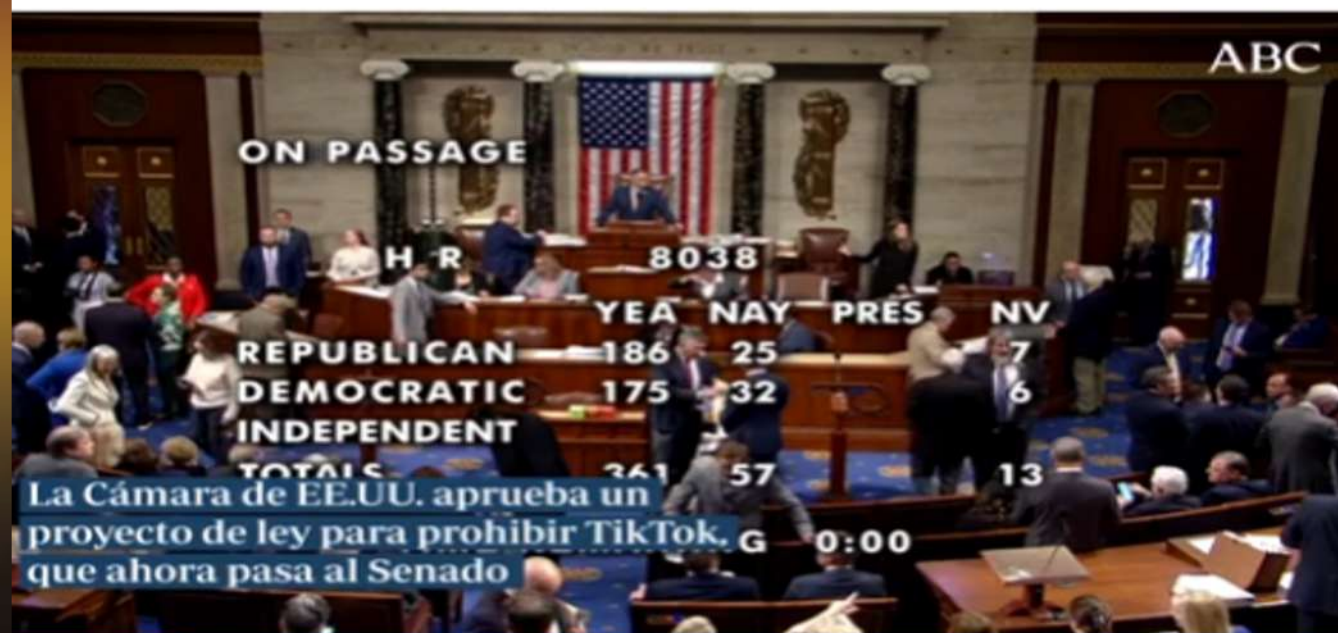 ABC
ON PASSAGE
H R 8038
YEA NAY PRES NV
REPUBLICAN 186 25 7
DEMOCRATIC 175 32 6
INDEPENDENT
TOTALS 361 57 13
G 0:00
La Cámara de EE.UU. aprueba un
proyecto de ley para prohibir TikTok,
que ahora pasa al Senado